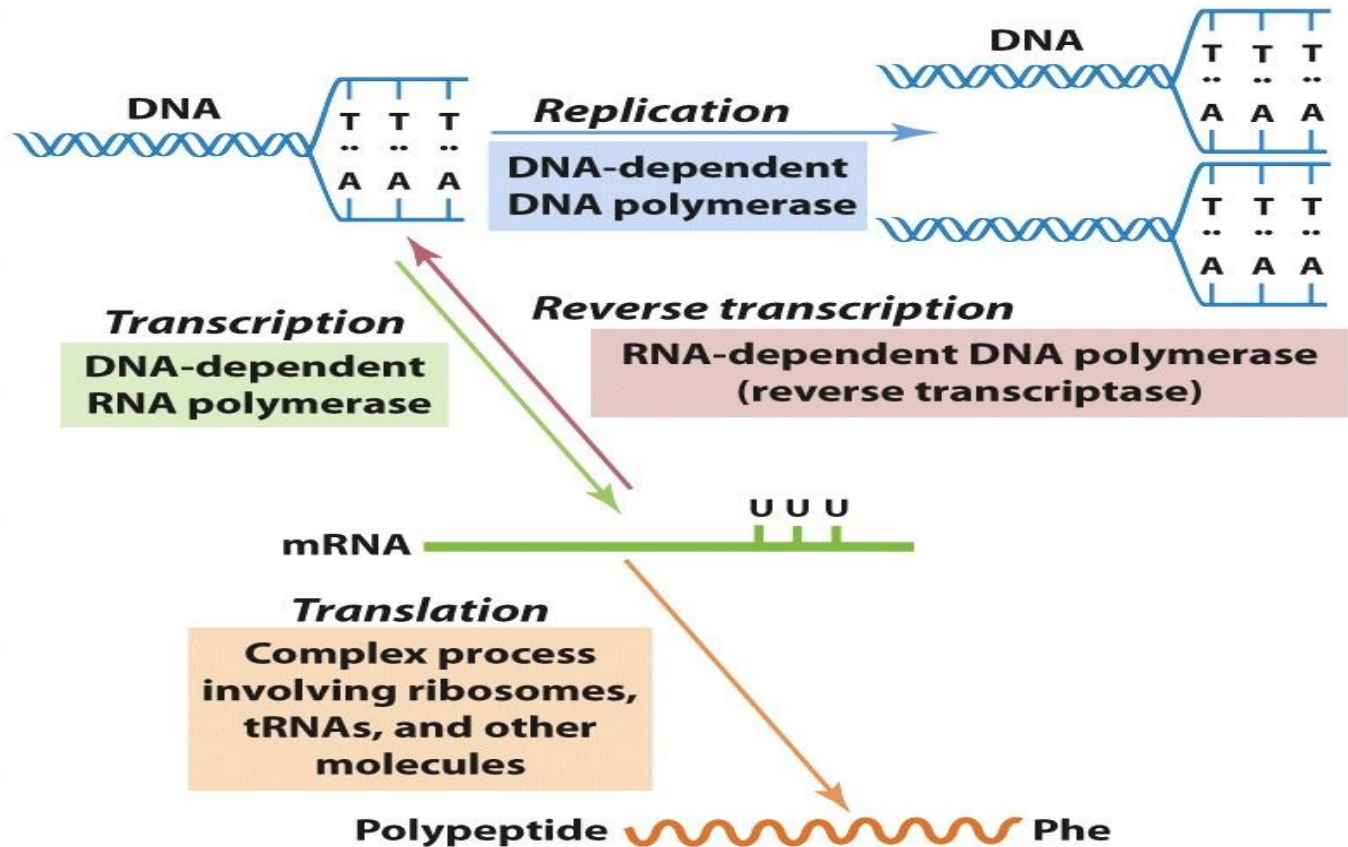 DNA
T T T
A A A
Replication
DNA-dependent
DNA polymerase
DNA
T T T
A A A
T T T
A A A
Transcription
DNA-dependent
RNA polymerase
Reverse transcription
RNA-dependent DNA polymerase
(reverse transcriptase)
U U U
mRNA
Translation
Complex process
involving ribosomes,
tRNAs, and other
molecules
Polypeptide
Phe